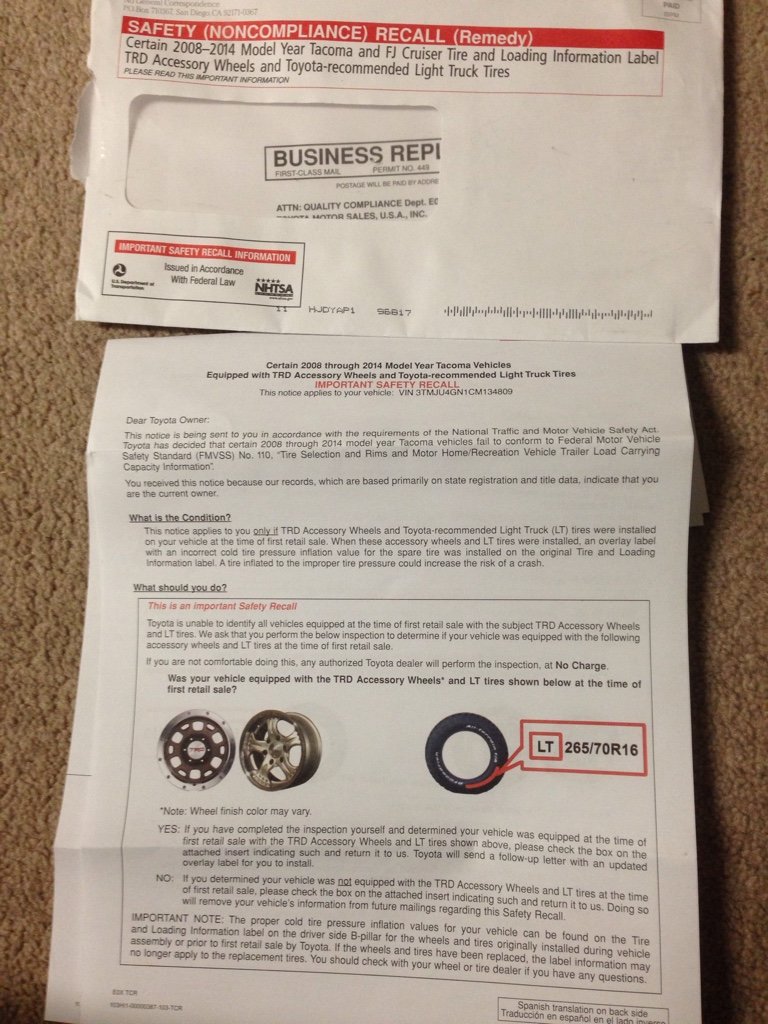 P.O. Box 710367, San Diego, CA 92171-0367
PAID
SAFETY (NONCOMPLIANCE) RECALL (Remedy)
Certain 2008–2014 Model Year Tacoma and FJ Cruiser Tire and Loading Information Label
TRD Accessory Wheels and Toyota-recommended Light Truck Tires
PLEASE READ THIS IMPORTANT INFORMATION
BUSINESS REPL
FIRST-CLASS MAIL PERMIT NO. 449
POSTAGE WILL BE PAID BY ADDRE
ATTN: QUALITY COMPLIANCE Dept.
TOYOTA MOTOR SALES, U.S.A., INC.
IMPORTANT SAFETY RECALL INFORMATION
Issued in Accordance
With Federal Law
U.S. Department of
Transportation
NHTSA
11 HJDYAP1 96817
Certain 2008 through 2014 Model Year Tacoma Vehicles
Equipped with TRD Accessory Wheels and Toyota-recommended Light Truck Tires
IMPORTANT SAFETY RECALL
This notice applies to your vehicle: VIN 3TMJU4GN1CM134809
Dear Toyota Owner:
This notice is being sent to you in accordance with the requirements of the National Traffic and Motor Vehicle Safety Act.
Toyota has decided that certain 2008 through 2014 model year Tacoma vehicles fail to conform to Federal Motor Vehicle
Safety Standard (FMVSS) No. 110, "Tire Selection and Rims and Motor Home/Recreation Vehicle Trailer Load Carrying
Capacity Information".
You received this notice because our records, which are based primarily on state registration and title data, indicate that you
are the current owner.
What is the Condition?
This notice applies to you only if TRD Accessory Wheels and Toyota-recommended Light Truck (LT) tires were installed
on your vehicle at the time of first retail sale. When these accessory wheels and LT tires were installed, an overlay label
with an incorrect cold tire pressure inflation value for the spare tire was installed on the original Tire and Loading
Information label. A tire inflated to the improper tire pressure could increase the risk of a crash.
What should you do?
This is an important Safety Recall
Toyota is unable to identify all vehicles equipped at the time of first retail sale with the subject TRD Accessory Wheels
and LT tires. We ask that you perform the below inspection to determine if your vehicle was equipped with the following
accessory wheels and LT tires at the time of first retail sale.
If you are not comfortable doing this, any authorized Toyota dealer will perform the inspection, at No Charge.
Was your vehicle equipped with the TRD Accessory Wheels* and LT tires shown below at the time of
first retail sale?
TRD
LT 265/70R16
*Note: Wheel finish color may vary.
YES: If you have completed the inspection yourself and determined your vehicle was equipped at the time of
first retail sale with the TRD Accessory Wheels and LT tires shown above, please check the box on the
attached insert indicating such and return it to us. Toyota will send a follow-up letter with an updated
overlay label for you to install.
NO: If you determined your vehicle was not equipped with the TRD Accessory Wheels and LT tires at the time
of first retail sale, please check the box on the attached insert indicating such and return it to us. Doing so
will remove your vehicle's information from future mailings regarding this Safety Recall.
IMPORTANT NOTE: The proper cold tire pressure inflation values for your vehicle can be found on the Tire
and Loading Information label on the driver side B-pillar for the wheels and tires originally installed during vehicle
assembly or prior to first retail sale by Toyota. If the wheels and tires have been replaced, the label information may
no longer apply to the replacement tires. You should check with your wheel or tire dealer if you have any questions.
E0X TCR
Spanish translation on back side
Traducción en español en el lado inverso